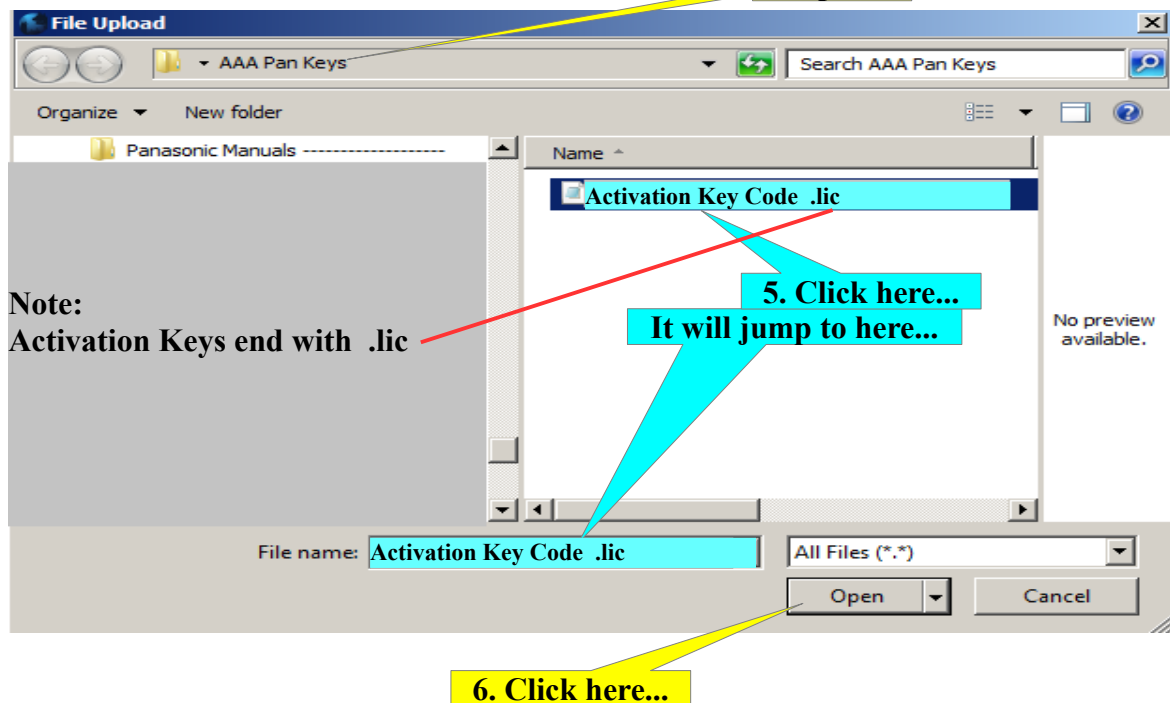 File Upload
AAA Pan Keys
Search AAA Pan Keys
Organize
New folder
Panasonic Manuals -------------------
Name
Activation Key Code .lic
5. Click here...
It will jump to here...
Note:
Activation Keys end with .lic
No preview
available.
File name:
Activation Key Code .lic
All Files (*.*)
Open
Cancel
6. Click here...